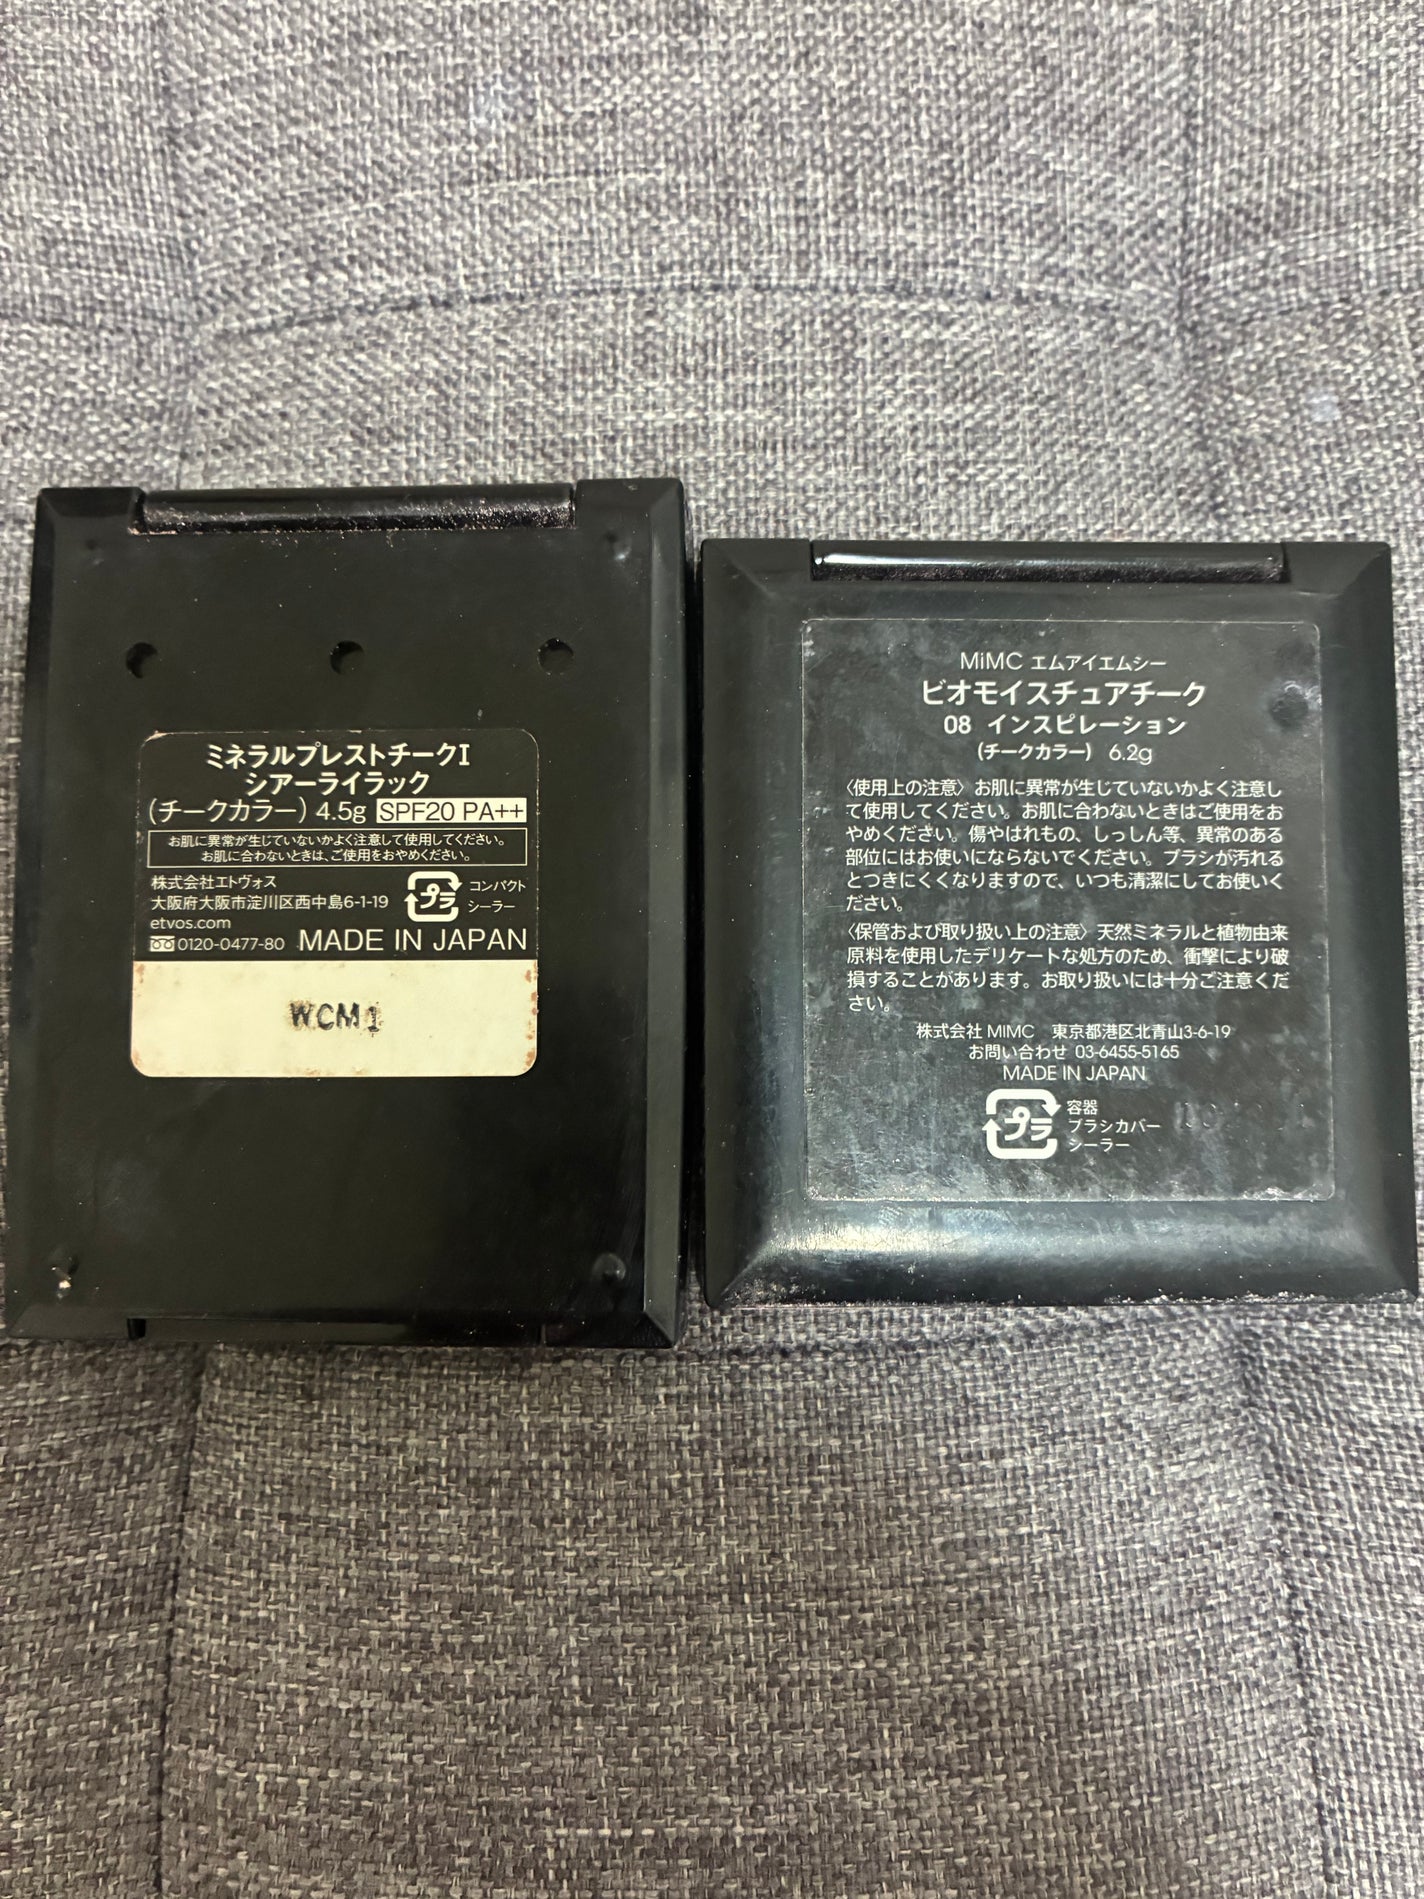 ミネラルプレストチークI
シアーライラック
(チークカラー) 4.5g SPF20 PA++
お肌に異常が生じていないかよく注意して使用してください。
お肌に合わないときは、ご使用をおやめください。
株式会社エトヴォス
大阪府大阪市淀川区西中島6-1-19
etvos.com
0120-0477-80 MADE IN JAPAN
プラ
コンパクト
シーラー
WCM1
MiMC エムアイエムシー
ビオモイスチュアチーク
08 インスピレーション
(チークカラー) 6.2g
〈使用上の注意〉お肌に異常が生じていないかよく注意し
て使用してください。お肌に合わないときはご使用をお
やめください。傷やはれもの、しっしん等、異常のある
部位にはお使いにならないでください。ブラシが汚れる
とつきにくくなりますので、いつも清潔にしてお使いく
ださい。
〈保管および取り扱い上の注意〉天然ミネラルと植物由来
原料を使用したデリケートな処方のため、衝撃により破
損することがあります。お取り扱いには十分ご注意くだ
さい。
株式会社 MIMC 東京都港区北青山3-6-19
お問い合わせ 03-6455-5165
MADE IN JAPAN
プラ
容器
ブラシカバー
シーラー